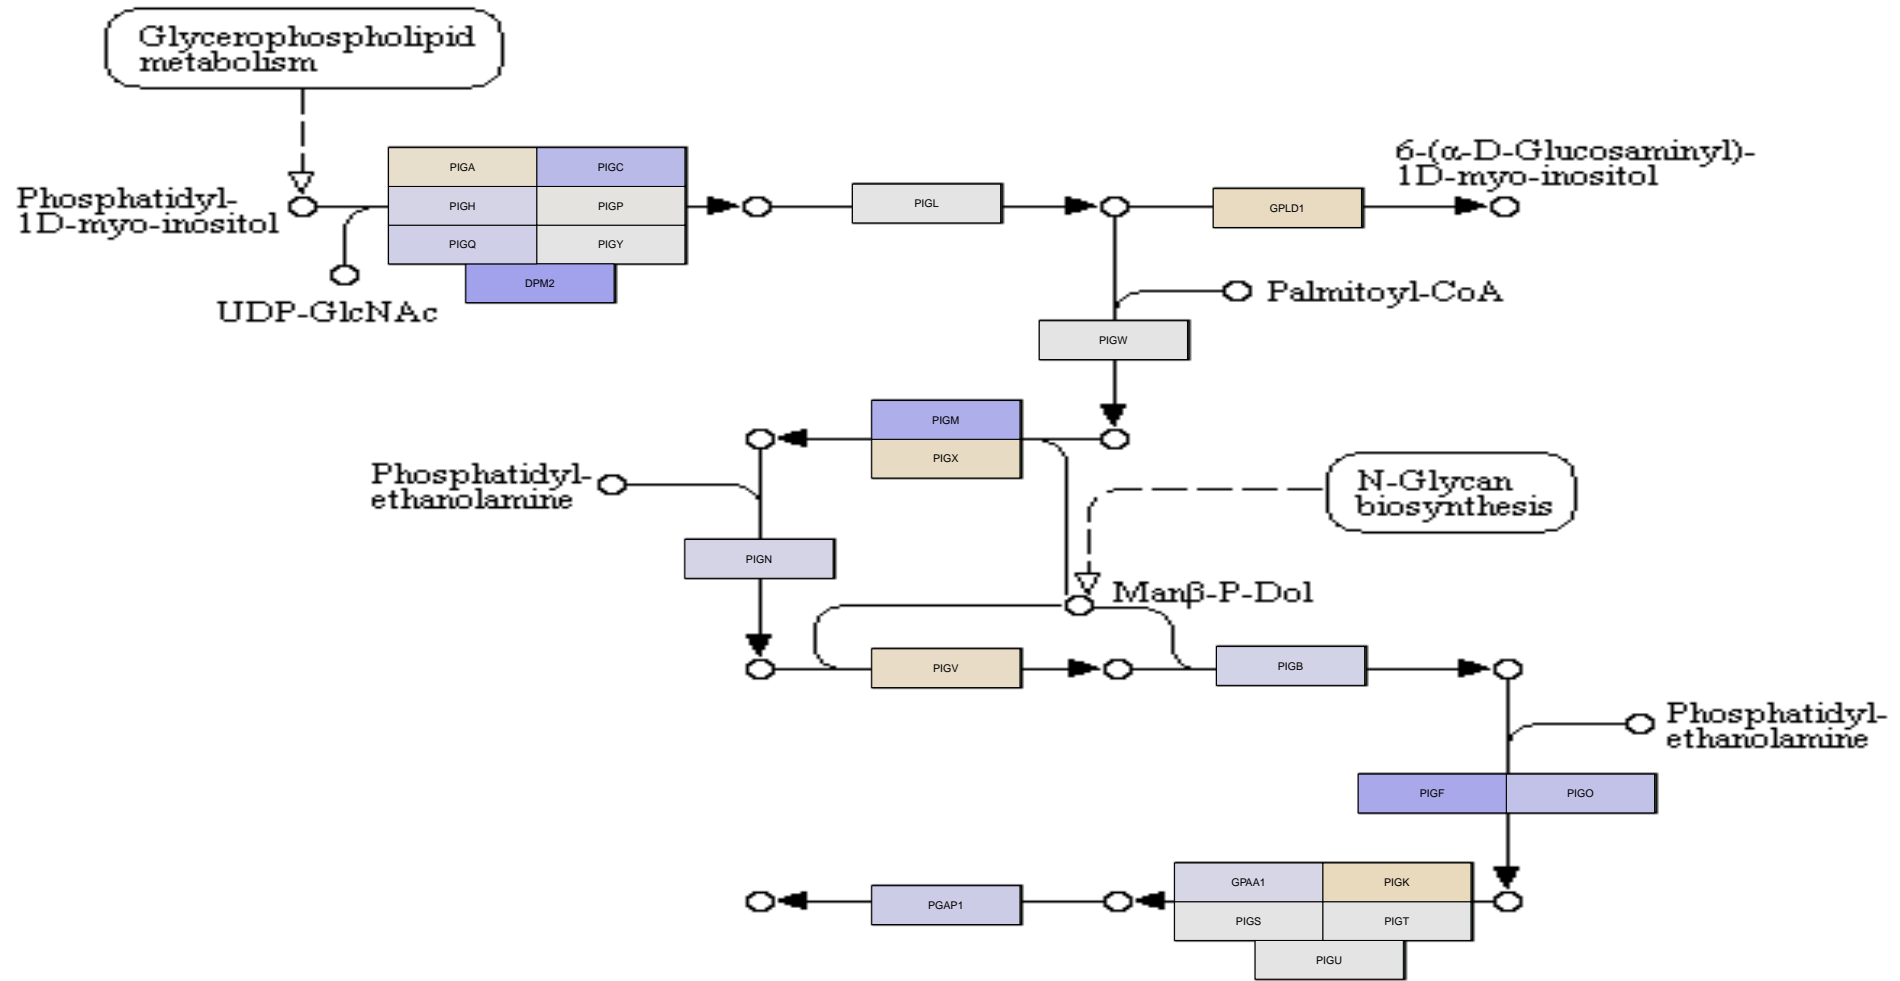 Glycerophospholipid
metabolism
6-(α-D-Glucosaminyl)-
1D-myo-inositol
Phosphatidyl-
1D-myo-inositol
PIGA
PIGC
PIGH
PIGP
PIGQ
PIGY
DPM2
PIGL
GPLD1
UDP-GlcNAc
Palmitoyl-CoA
PIGW
PIGM
PIGX
Phosphatidyl-
ethanolamine
N-Glycan
biosynthesis
PIGN
Manβ-P-Dol
PIGV
PIGB
Phosphatidyl-
ethanolamine
PIGF
PIGO
GPAA1
PIGK
PIGS
PIGT
PIGU
PGAP1